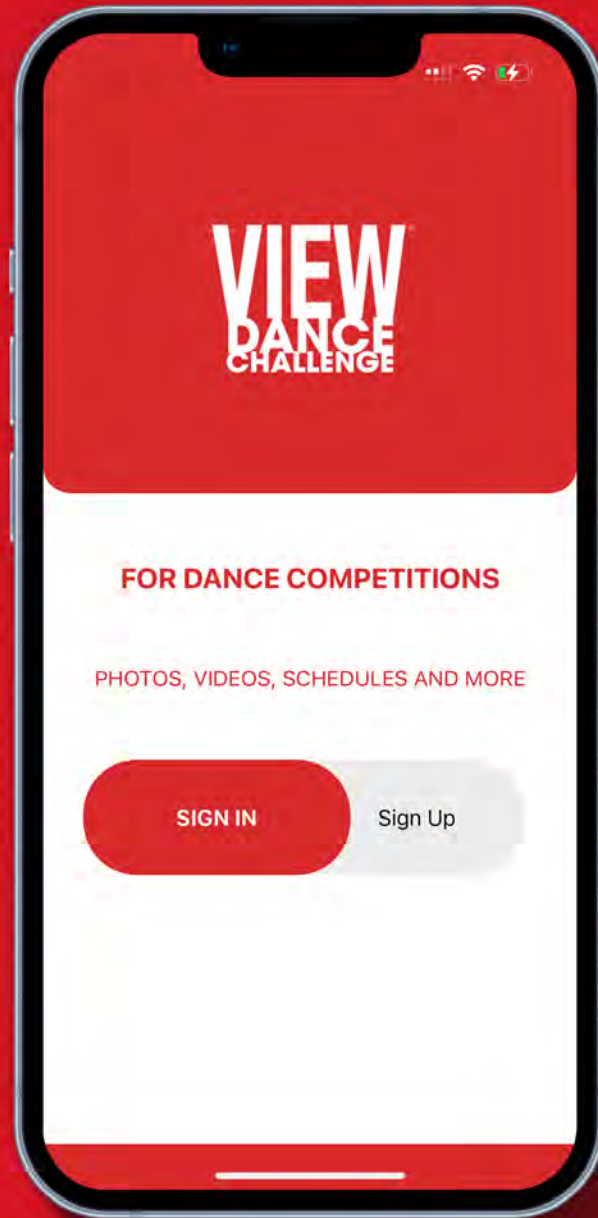 VIEW
DANCE
CHALLENGE
FOR DANCE COMPETITIONS
PHOTOS, VIDEOS, SCHEDULES AND MORE
SIGN IN
Sign Up